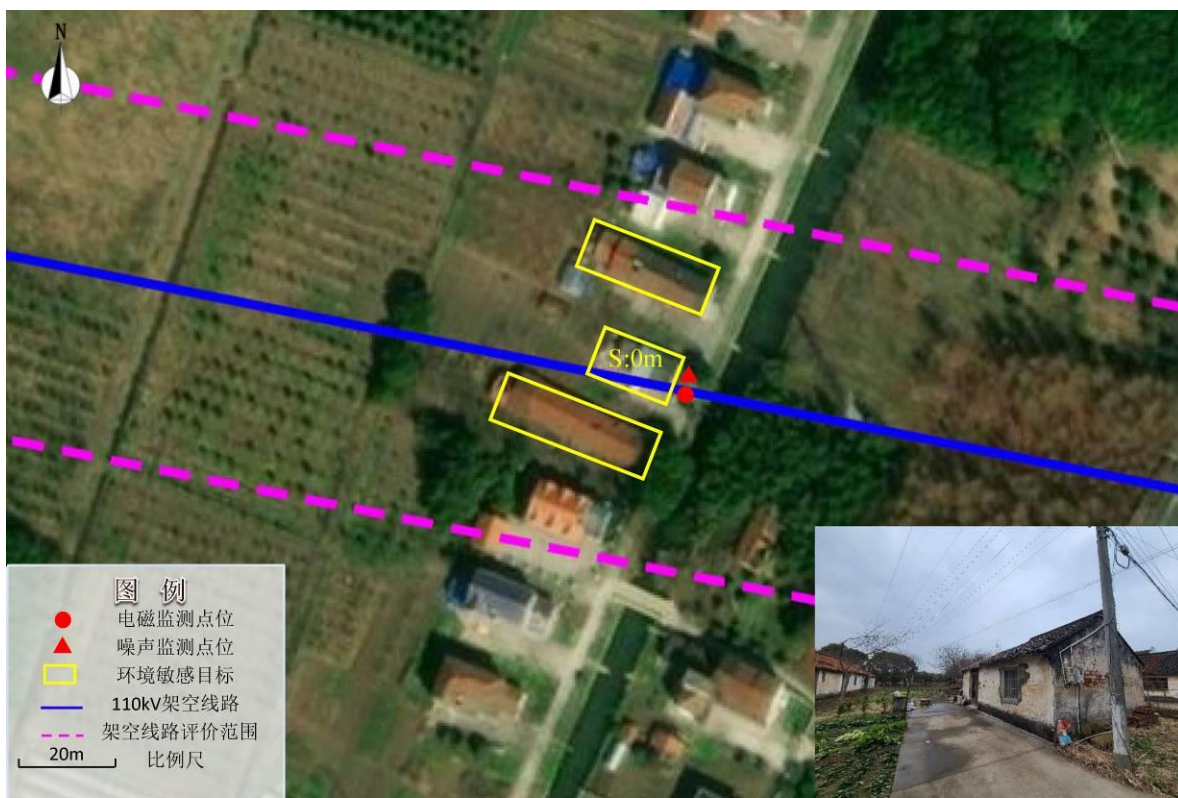 N
S:0m
图 例
电磁监测点位
噪声监测点位
环境敏感目标
110kV架空线路
架空线路评价范围
20m 比例尺